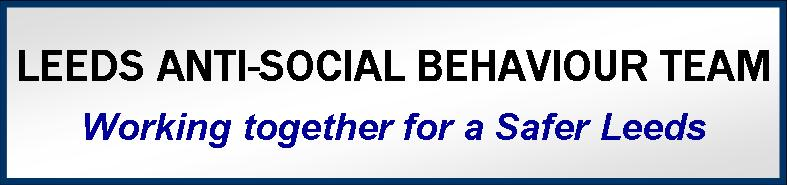 LEEDS ANTI-SOCIAL BEHAVIOUR TEAM
Working together for a Safer Leeds